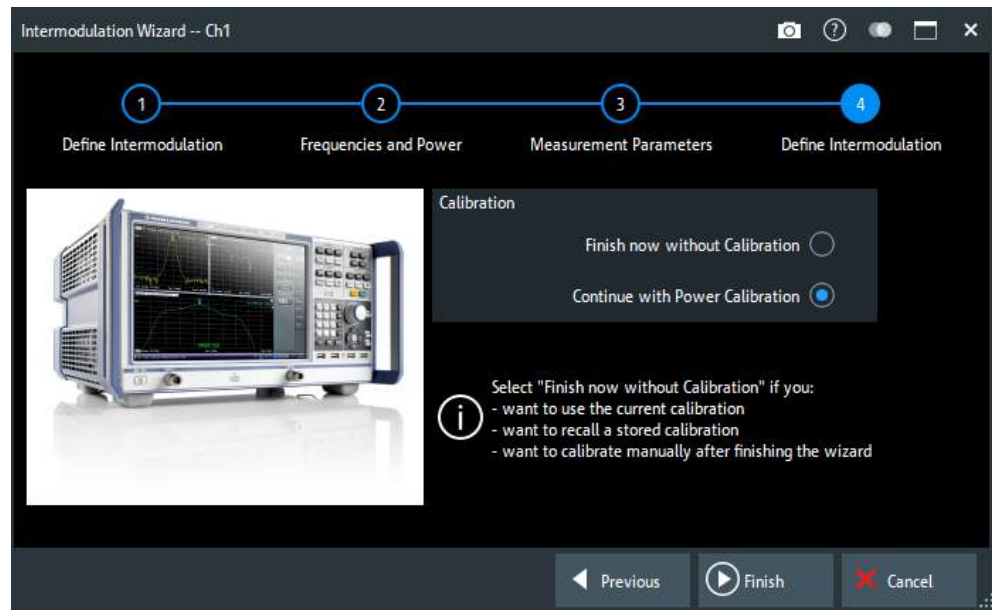 Intermodulation Wizard -- Ch1
1
2
3
4
Define Intermodulation
Frequencies and Power
Measurement Parameters
Define Intermodulation
Calibration
Finish now without Calibration
Continue with Power Calibration
Select "Finish now without Calibration" if you:
- want to use the current calibration
- want to recall a stored calibration
- want to calibrate manually after finishing the wizard
Previous
Finish
Cancel